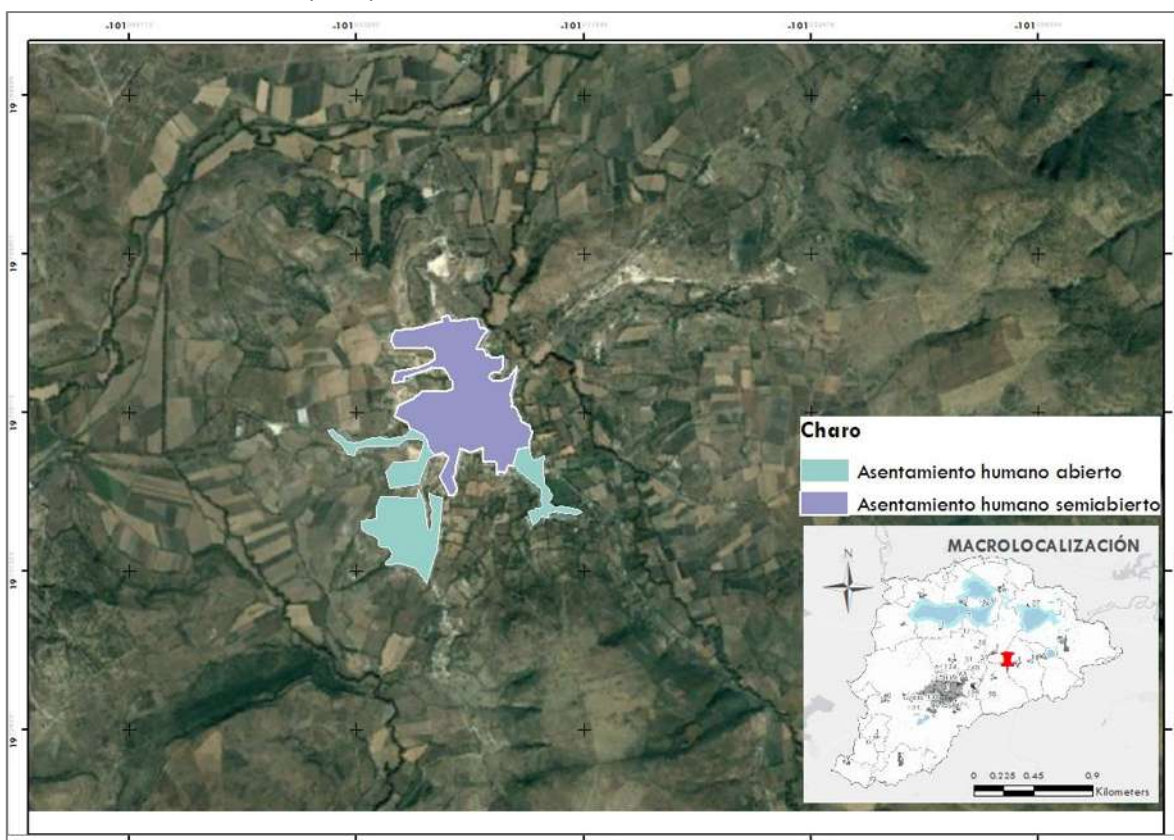 -101 -101 -101 -101 -101
19
19
19
19
19
Charo
Asentamiento humano abierto
Asentamiento humano semiabierto
MACROLOCALIZACIÓN
N
0 0.225 0.45 0.9
Kilometers